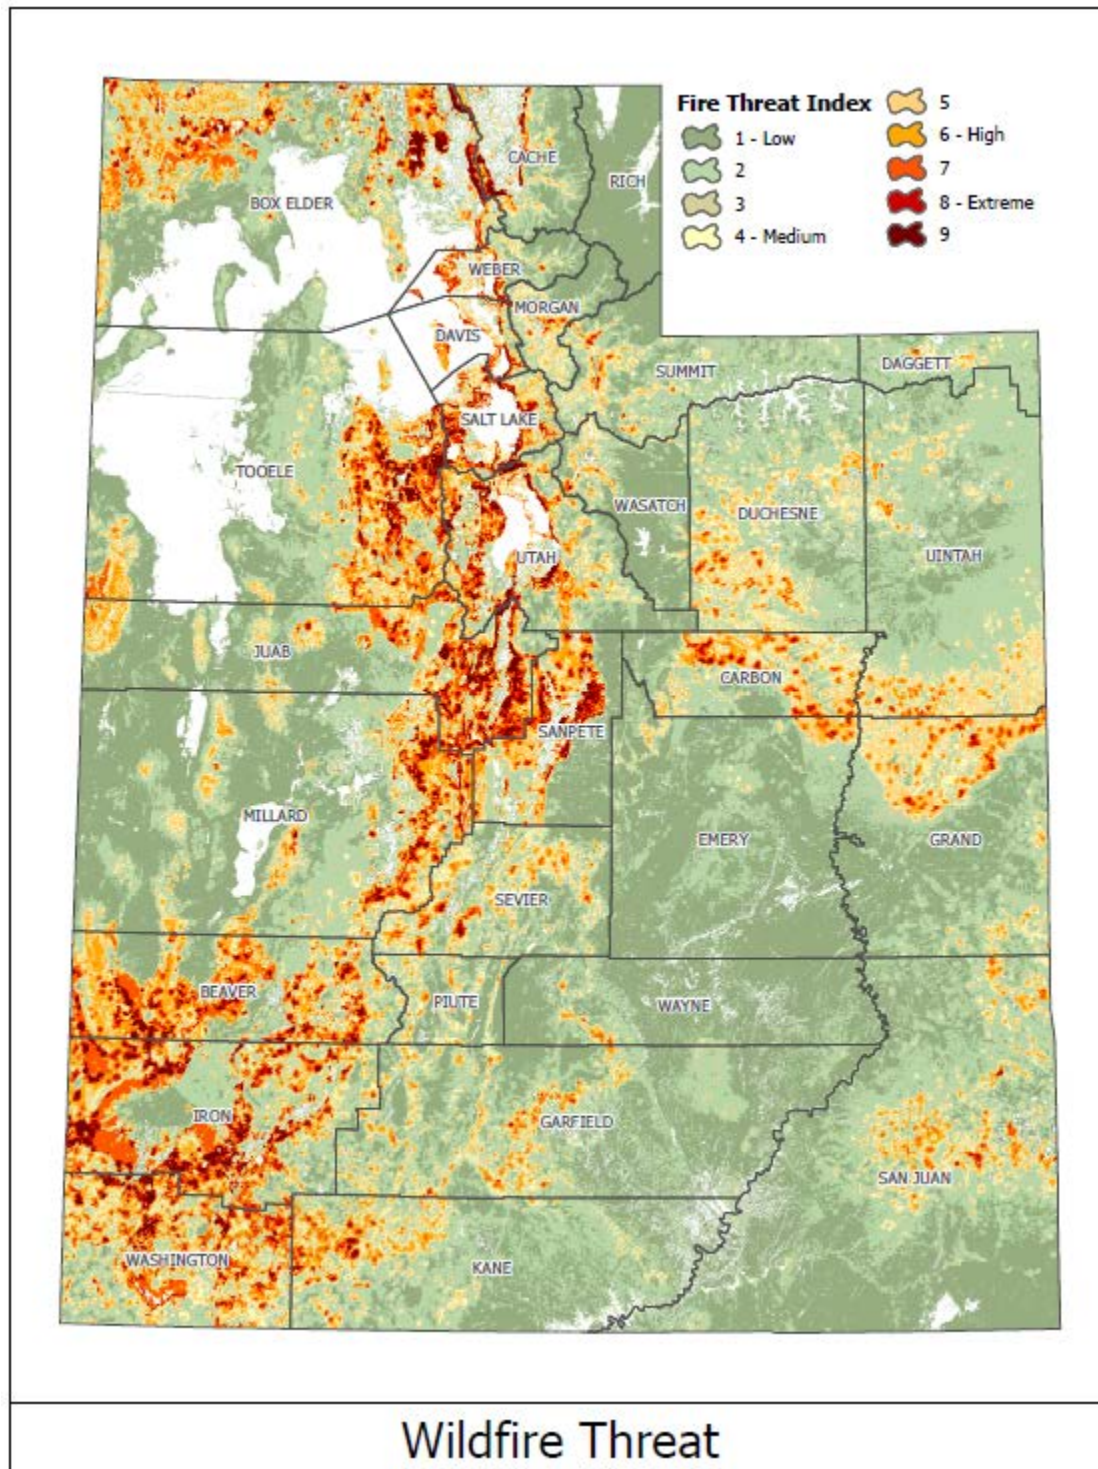 Fire Threat Index
1 - Low
2
3
4 - Medium
5
6 - High
7
8 - Extreme
9
CACHE
RICH
BOX ELDER
WEBER
MORGAN
DAVIS
SUMMIT
DAGGETT
SALT LAKE
TOOELE
WASATCH
DUCHESNE
UTAH
UINTAH
JUAB
CARBON
SANPETE
MILLARD
EMERY
GRAND
SEVIER
BEAVER
PIUTE
WAYNE
IRON
GARFIELD
SAN JUAN
WASHINGTON
KANE
Wildfire Threat